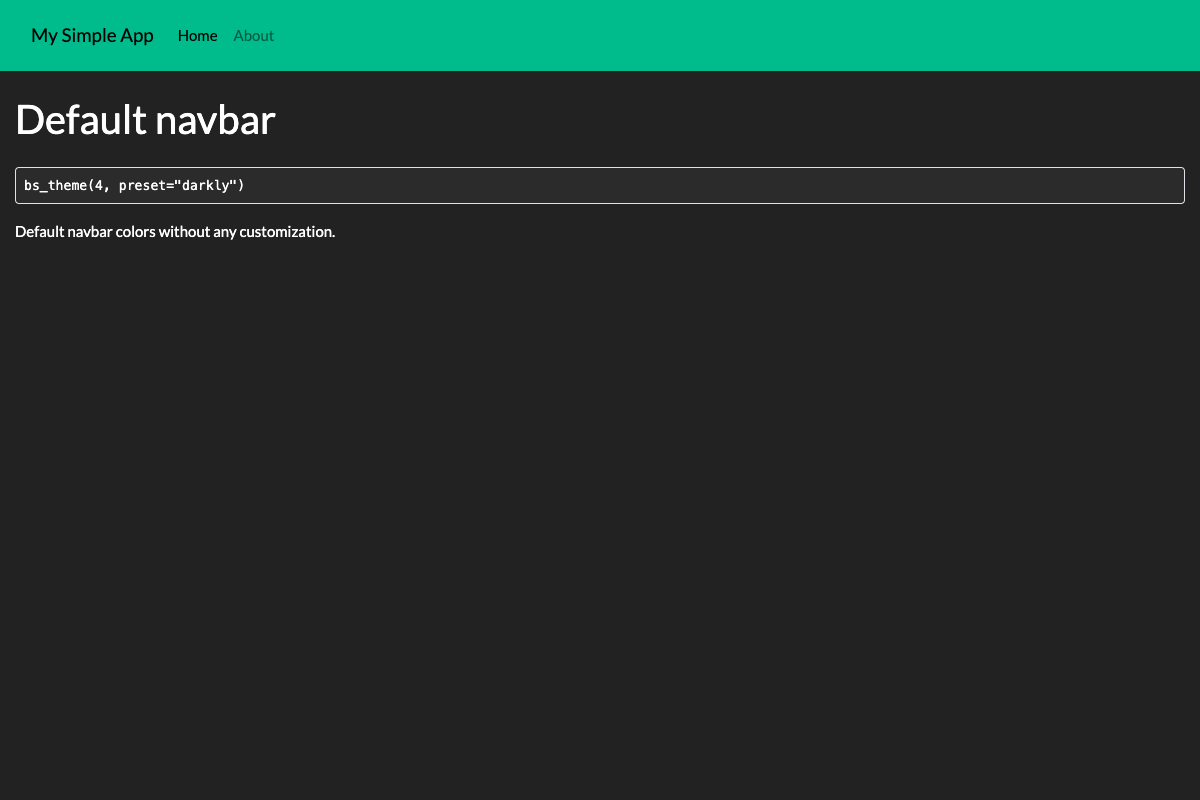 My Simple App Home About
Default navbar
bs_theme(4, preset="darkly")
Default navbar colors without any customization.